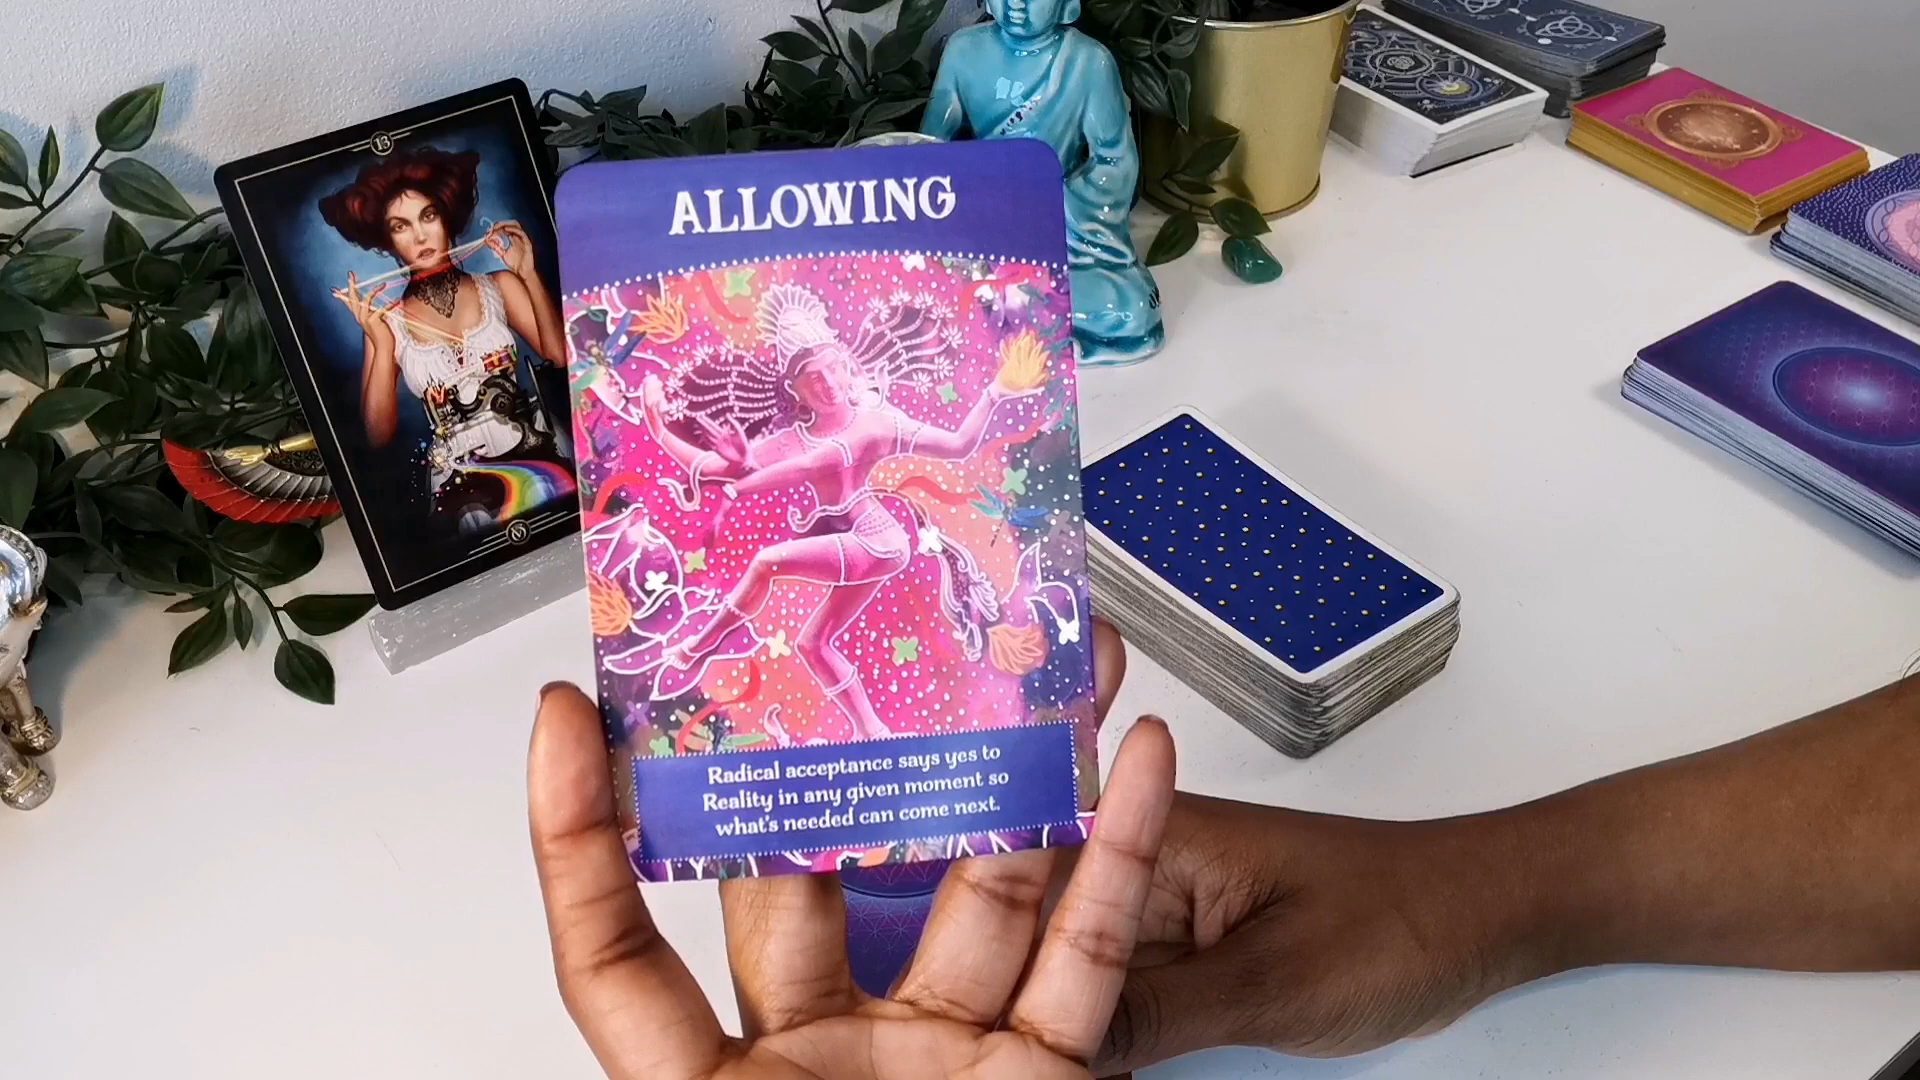 13
ALLOWING
Radical acceptance says yes to
Reality in any given moment so
what's needed can come next.